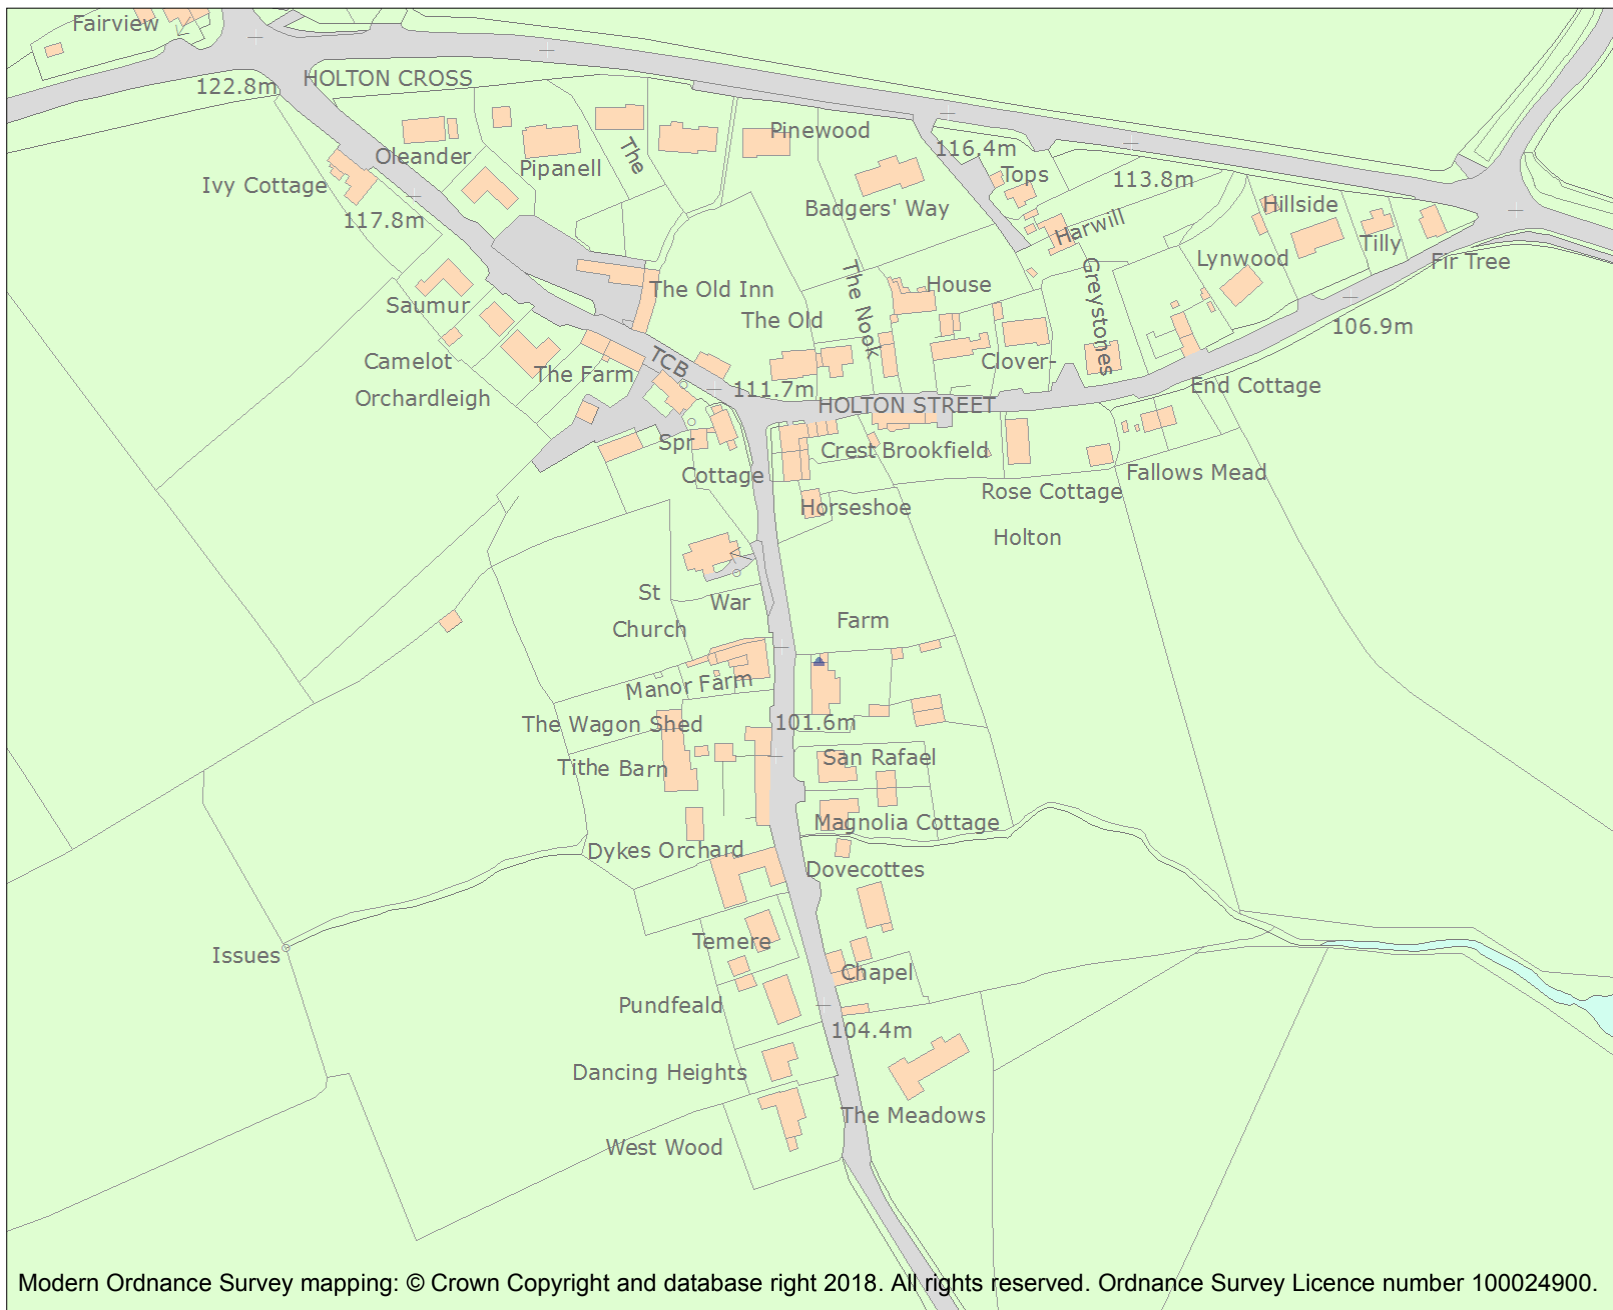 Fairview
HOLTON CROSS
122.8m
Oleander
Pipanell
The
Pinewood
116.4m
Tops
113.8m
Ivy Cottage
117.8m
Badgers' Way
Harwill
Hillside
Tilly
Lynwood
Fir Tree
Saumur
The Old Inn
The Old
The Nook
House
Greystones
106.9m
Camelot
The Farm
TCB
Clover-
Orchardleigh
111.7m
HOLTON STREET
End Cottage
Spr
Crest
Brookfield
Cottage
Fallows Mead
Horseshoe
Rose Cottage
Holton
St
War
Church
Farm
Manor Farm
The Wagon Shed
101.6m
Tithe Barn
San Rafael
Magnolia Cottage
Dykes Orchard
Dovecottes
Temere
Issues
Chapel
Pundfeald
104.4m
Dancing Heights
The Meadows
West Wood
Modern Ordnance Survey mapping: © Crown Copyright and database right 2018. All rights reserved. Ordnance Survey Licence number 100024900.